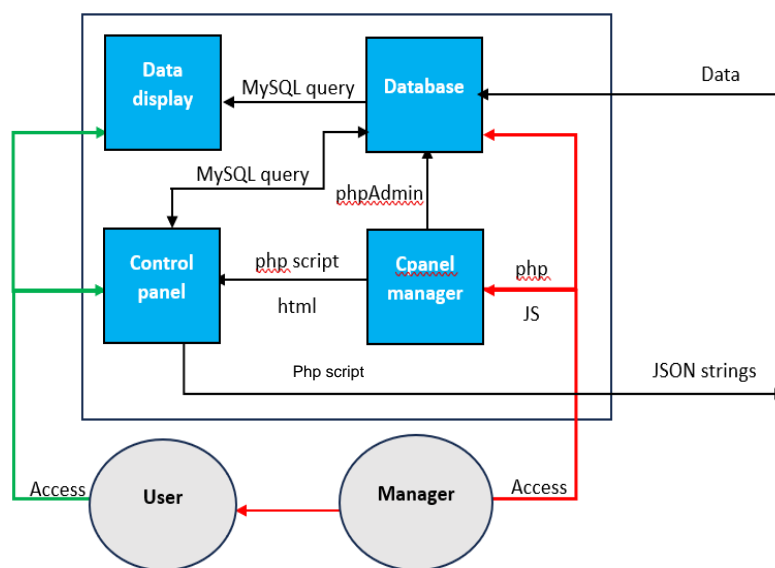 Data
display
MySQL query
Database
Data
MySQL query
phpAdmin
Control
panel
php script
html
Cpanel
manager
php
JS
Php script
JSON strings
Access
User
Manager
Access